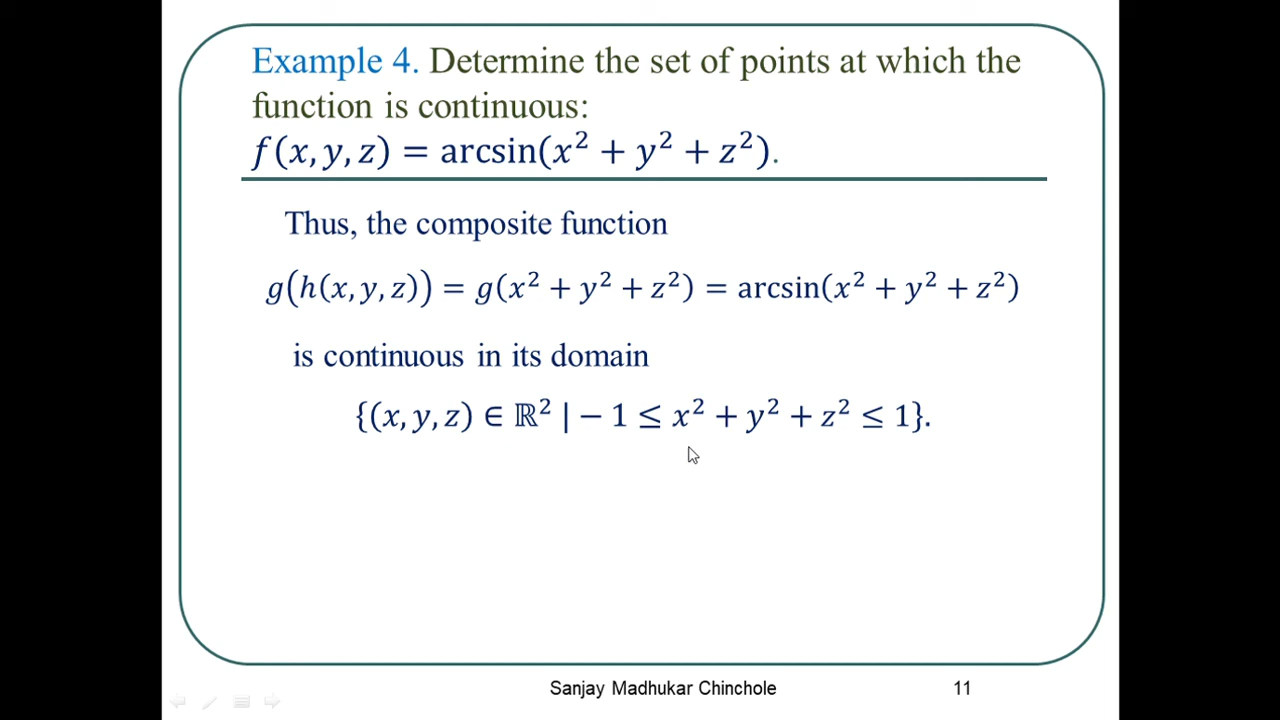 Example 4. Determine the set of points at which the
function is continuous:
f(x, y, z) = arcsin(x² + y² + z²).
Thus, the composite function
g(h(x, y, z)) = g(x² + y² + z²) = arcsin(x² + y² + z²)
is continuous in its domain
{(x, y, z) ∈ ℝ² | − 1 ≤ x² + y² + z² ≤ 1}.
Sanjay Madhukar Chinchole 11